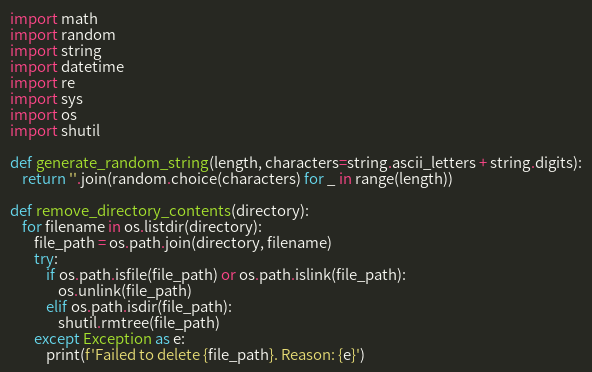 import math
import random
import string
import datetime
import re
import sys
import os
import shutil

def generate_random_string(length, characters=string.ascii_letters + string.digits):
    return ''.join(random.choice(characters) for _ in range(length))

def remove_directory_contents(directory):
    for filename in os.listdir(directory):
        file_path = os.path.join(directory, filename)
        try:
            if os.path.isfile(file_path) or os.path.islink(file_path):
                os.unlink(file_path)
            elif os.path.isdir(file_path):
                shutil.rmtree(file_path)
        except Exception as e:
            print(f'Failed to delete {file_path}. Reason: {e}')